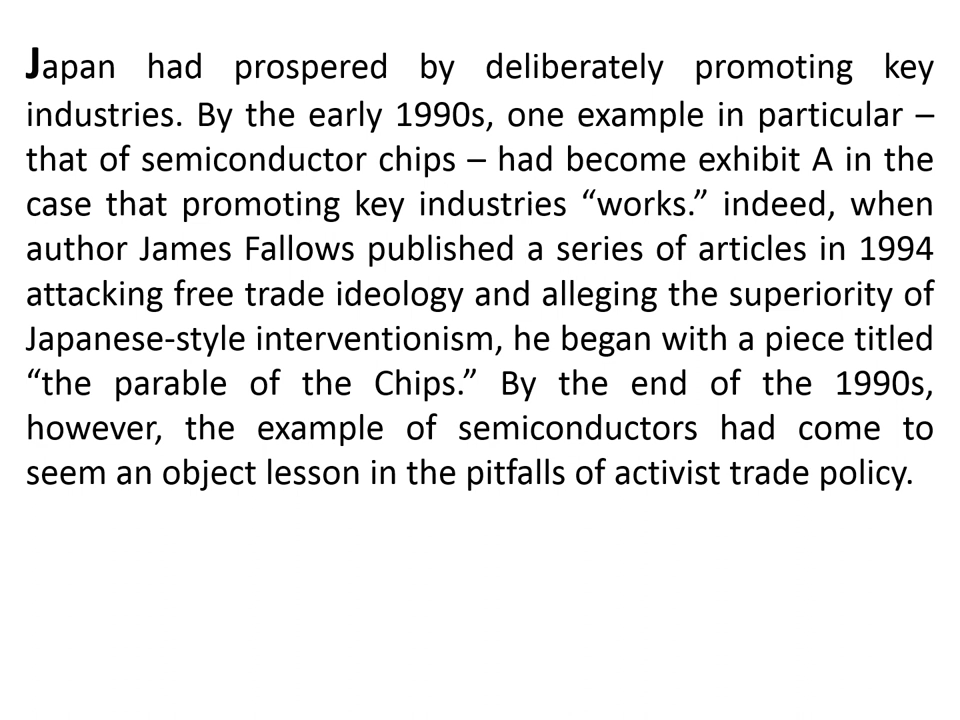 Japan had prospered by deliberately promoting key
industries. By the early 1990s, one example in particular –
that of semiconductor chips – had become exhibit A in the
case that promoting key industries “works.” indeed, when
author James Fallows published a series of articles in 1994
attacking free trade ideology and alleging the superiority of
Japanese-style interventionism, he began with a piece titled
“the parable of the Chips.” By the end of the 1990s,
however, the example of semiconductors had come to
seem an object lesson in the pitfalls of activist trade policy.